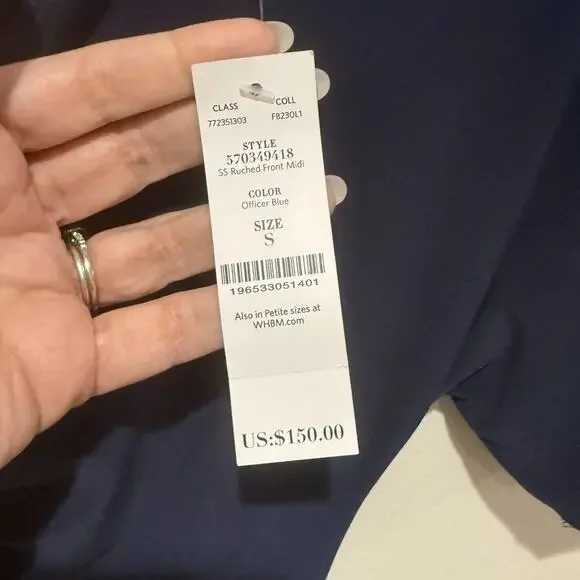 CLASS COLL
772351303 FB230L1
STYLE
570349418
SS Ruched Front Midi
COLOR
Officer Blue
SIZE
S
196533051401
Also in Petite sizes at
WHBM.com
US:$150.00